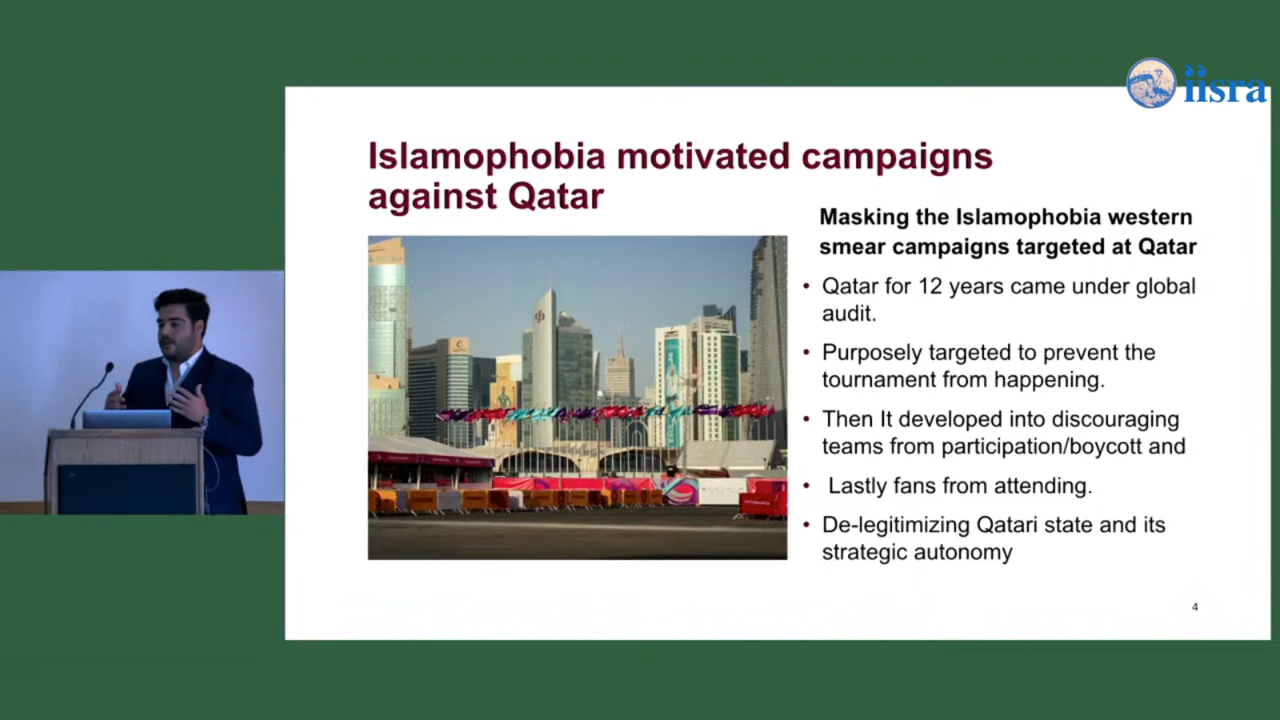 iisra
Islamophobia motivated campaigns
against Qatar
Masking the Islamophobia western
smear campaigns targeted at Qatar
• Qatar for 12 years came under global
audit.
• Purposely targeted to prevent the
tournament from happening.
• Then It developed into discouraging
teams from participation/boycott and
• Lastly fans from attending.
• De-legitimizing Qatari state and its
strategic autonomy
4